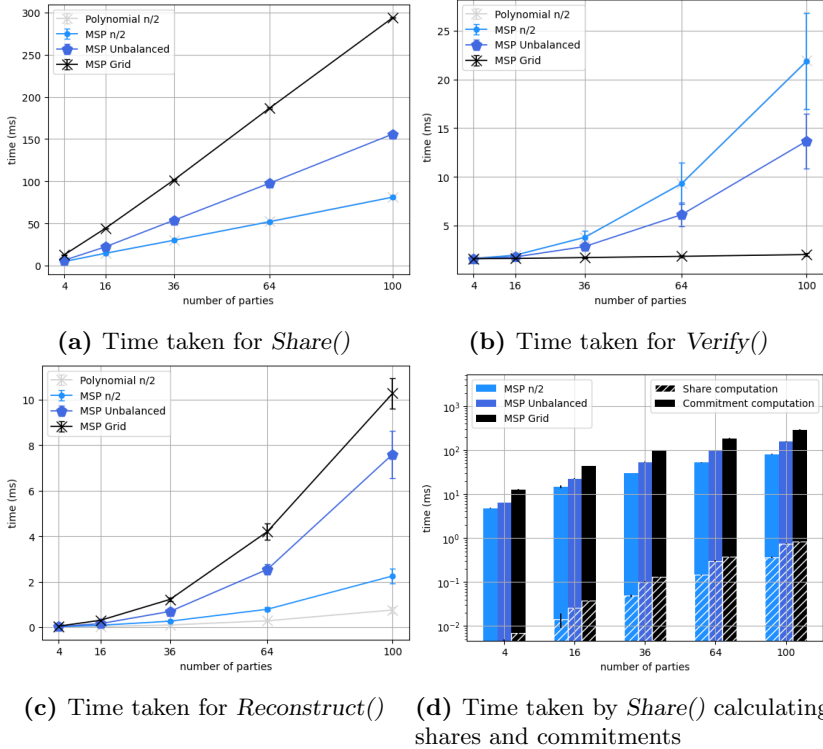 Polynomial n/2
MSP n/2
MSP Unbalanced
MSP Grid
300
250
200
150
100
50
0
time (ms)
4 16 36 64 100
number of parties
(a) Time taken for Share()
Polynomial n/2
MSP n/2
MSP Unbalanced
MSP Grid
25
20
15
10
5
time (ms)
4 16 36 64 100
number of parties
(b) Time taken for Verify()
Polynomial n/2
MSP n/2
MSP Unbalanced
MSP Grid
10
8
6
4
2
0
time (ms)
4 16 36 64 100
number of parties
(c) Time taken for Reconstruct()
MSP n/2
MSP Unbalanced
MSP Grid
Share computation
Commitment computation
10³
10²
10¹
10⁰
10⁻¹
10⁻²
time (ms)
4 16 36 64 100
number of parties
(d) Time taken by Share() calculating
shares and commitments